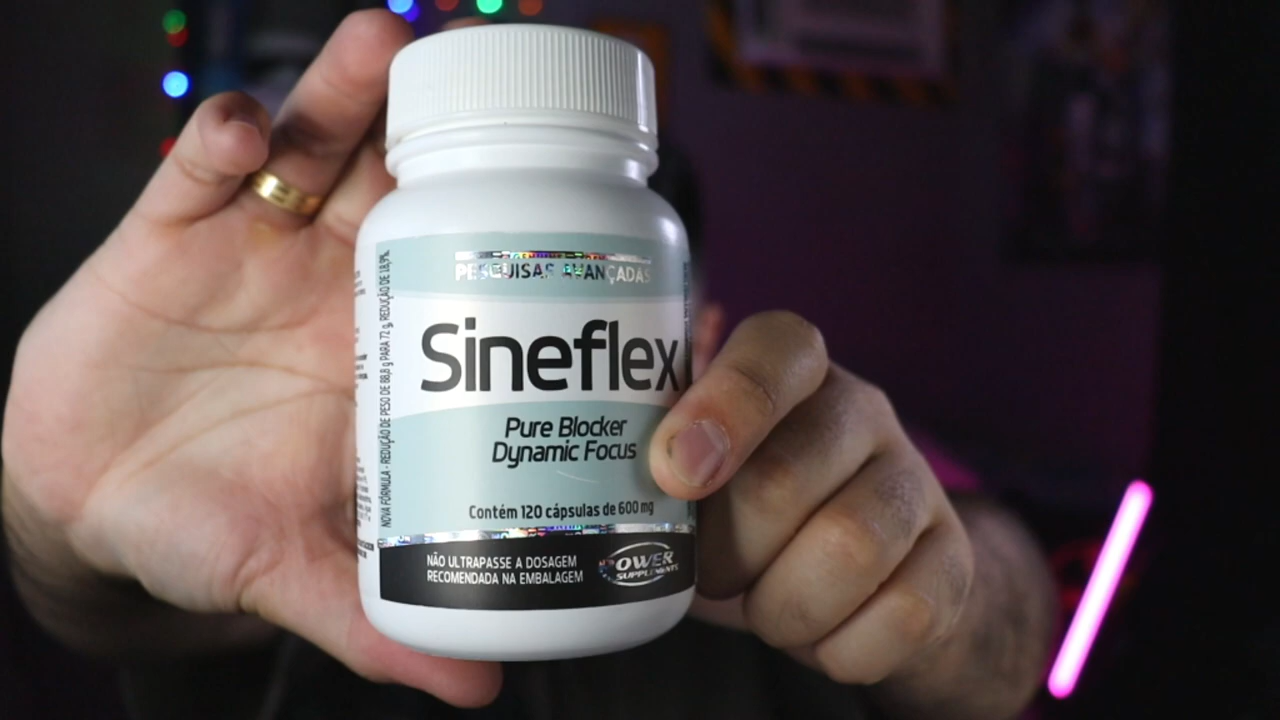 PESQUISAS AVANÇADAS
Sineflex
Pure Blocker
Dynamic Focus
Contém 120 cápsulas de 600 mg
NÃO ULTRAPASSE A DOSAGEM
RECOMENDADA NA EMBALAGEM
POWER
SUPPLEMENTS
NOVA FÓRMULA - REDUÇÃO DE PESO DE 88,8 g PARA 72 g, REDUÇÃO DE 18,9%.